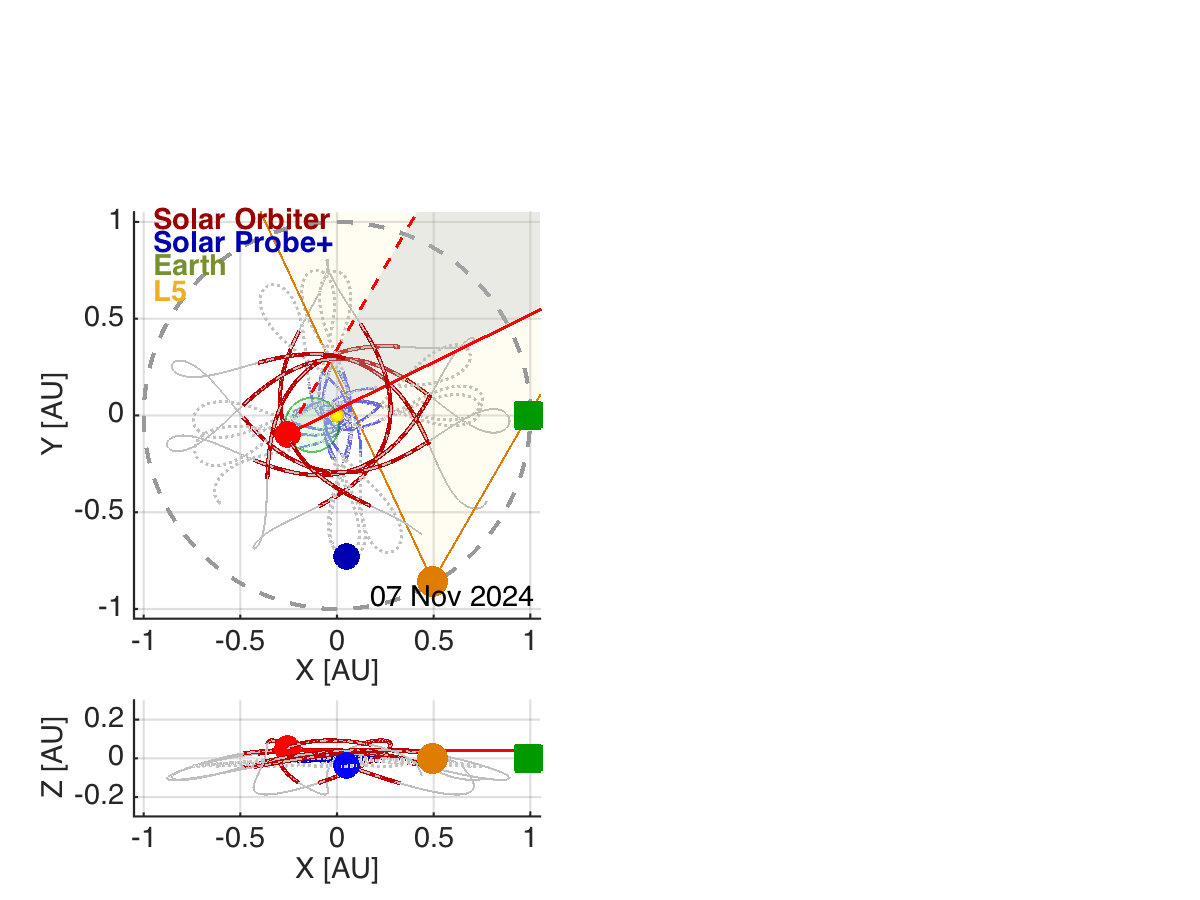 Solar Orbiter
Solar Probe+
Earth
L5
1
0.5
0
-0.5
-1
Y [AU]
07 Nov 2024
-1 -0.5 0 0.5 1
X [AU]
0.2
0
-0.2
Z [AU]
-1 -0.5 0 0.5 1
X [AU]